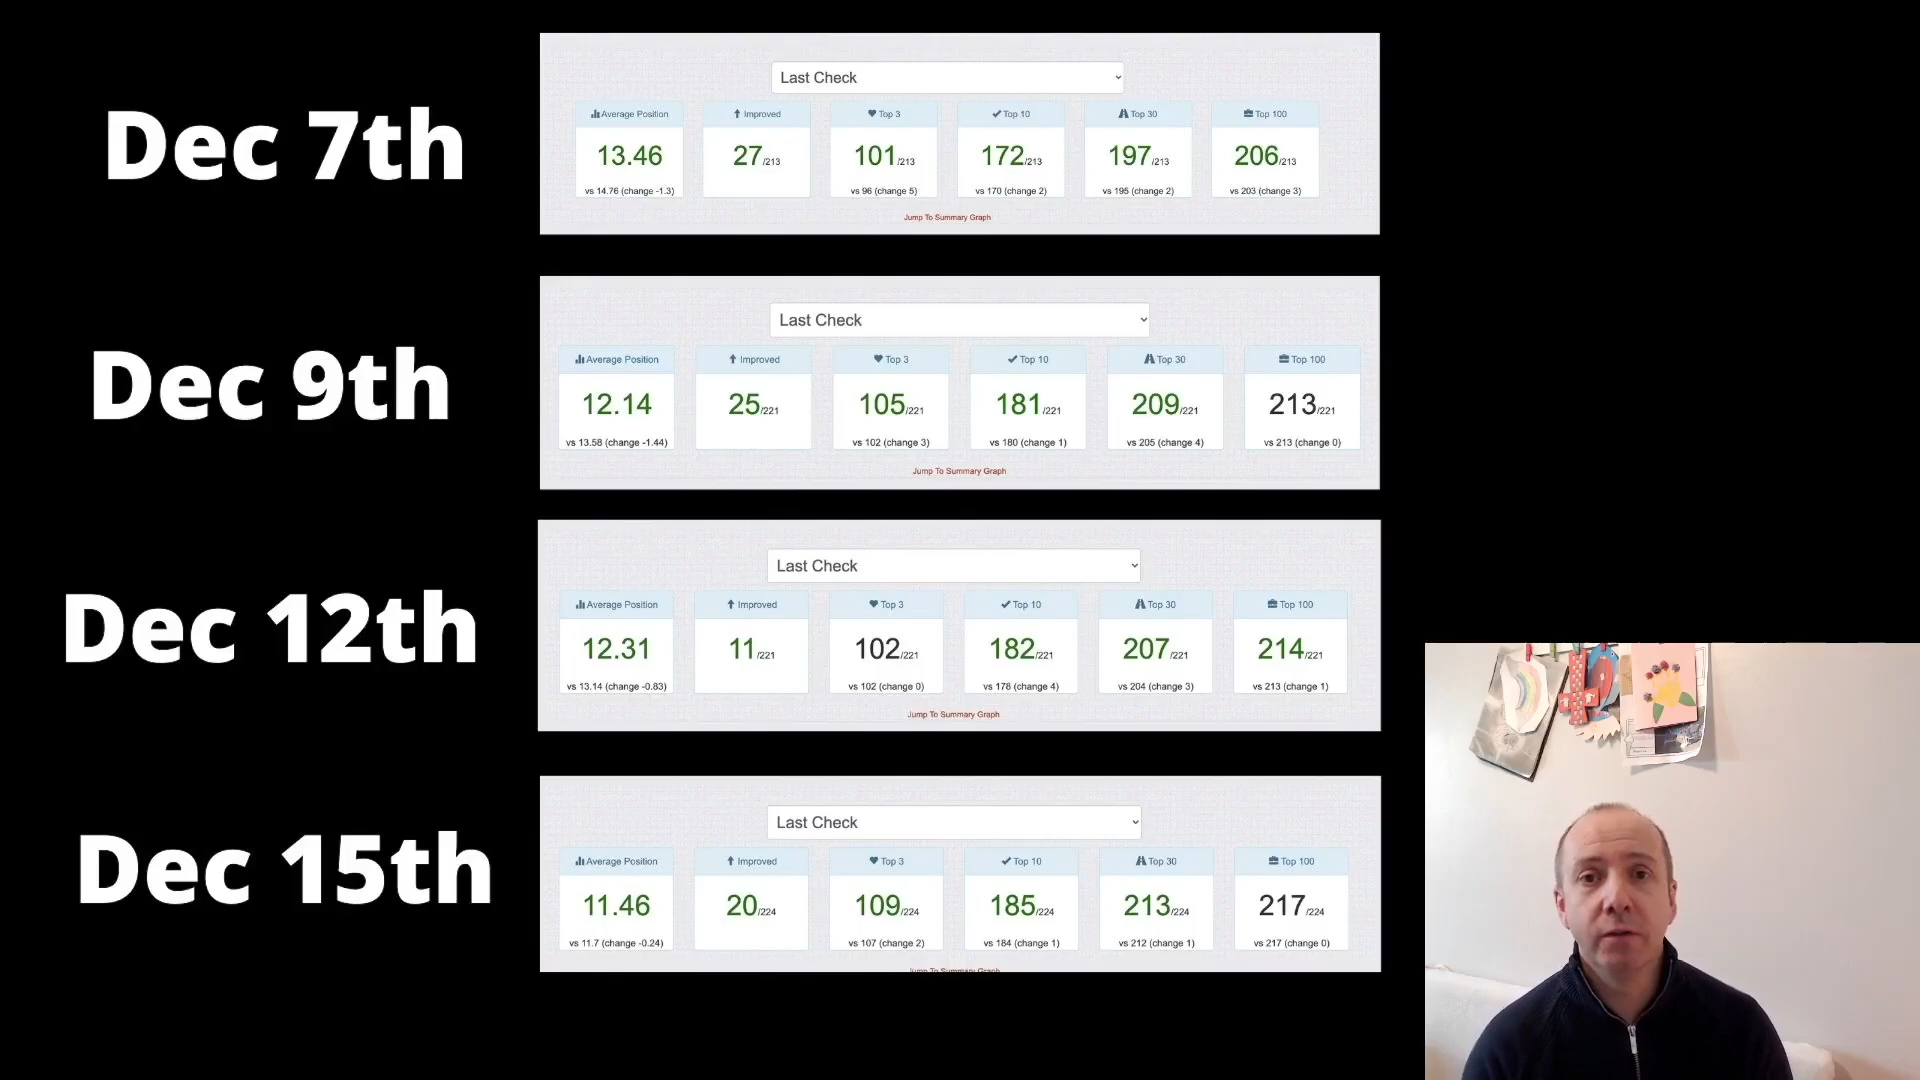 Dec 7th
Last Check
Average Position
Improved
Top 3
Top 10
Top 30
Top 100
13.46
27/213
101/213
172/213
197/213
206/213
vs 14.76 (change -1.3)
vs 96 (change 5)
vs 170 (change 2)
vs 195 (change 2)
vs 203 (change 3)
Jump To Summary Graph
Dec 9th
Last Check
Average Position
Improved
Top 3
Top 10
Top 30
Top 100
12.14
25/221
105/221
181/221
209/221
213/221
vs 13.58 (change -1.44)
vs 102 (change 3)
vs 180 (change 1)
vs 205 (change 4)
vs 213 (change 0)
Jump To Summary Graph
Dec 12th
Last Check
Average Position
Improved
Top 3
Top 10
Top 30
Top 100
12.31
11/221
102/221
182/221
207/221
214/221
vs 13.14 (change -0.83)
vs 102 (change 0)
vs 178 (change 4)
vs 204 (change 3)
vs 213 (change 1)
Jump To Summary Graph
Dec 15th
Last Check
Average Position
Improved
Top 3
Top 10
Top 30
Top 100
11.46
20/224
109/224
185/224
213/224
217/224
vs 11.7 (change -0.24)
vs 107 (change 2)
vs 184 (change 1)
vs 212 (change 1)
vs 217 (change 0)
Jump To Summary Graph